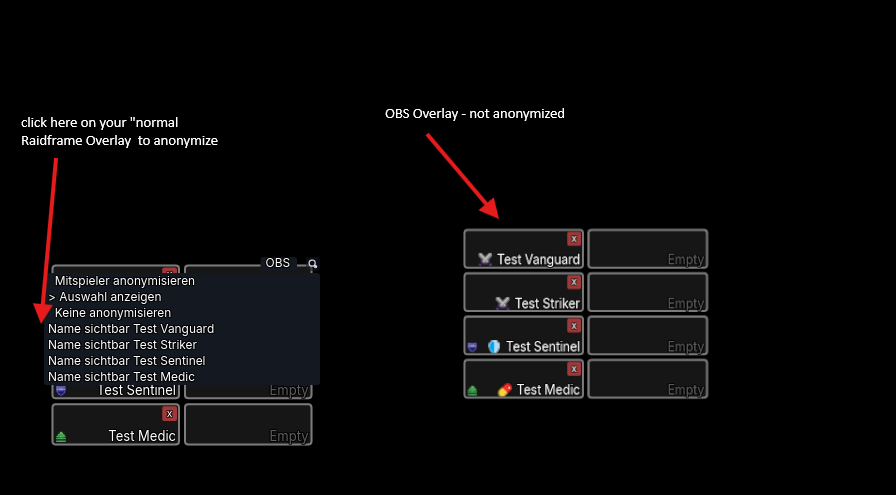 click here on your "normal
Raidframe Overlay to anonymize
OBS Overlay - not anonymized
OBS
Mitspieler anonymisieren
> Auswahl anzeigen
Keine anonymisieren
Name sichtbar Test Vanguard
Name sichtbar Test Striker
Name sichtbar Test Sentinel
Name sichtbar Test Medic
Test Sentinel
Empty
x
Test Medic
Empty
x
Test Vanguard
Empty
x
Test Striker
Empty
x
Test Sentinel
Empty
x
Test Medic
Empty